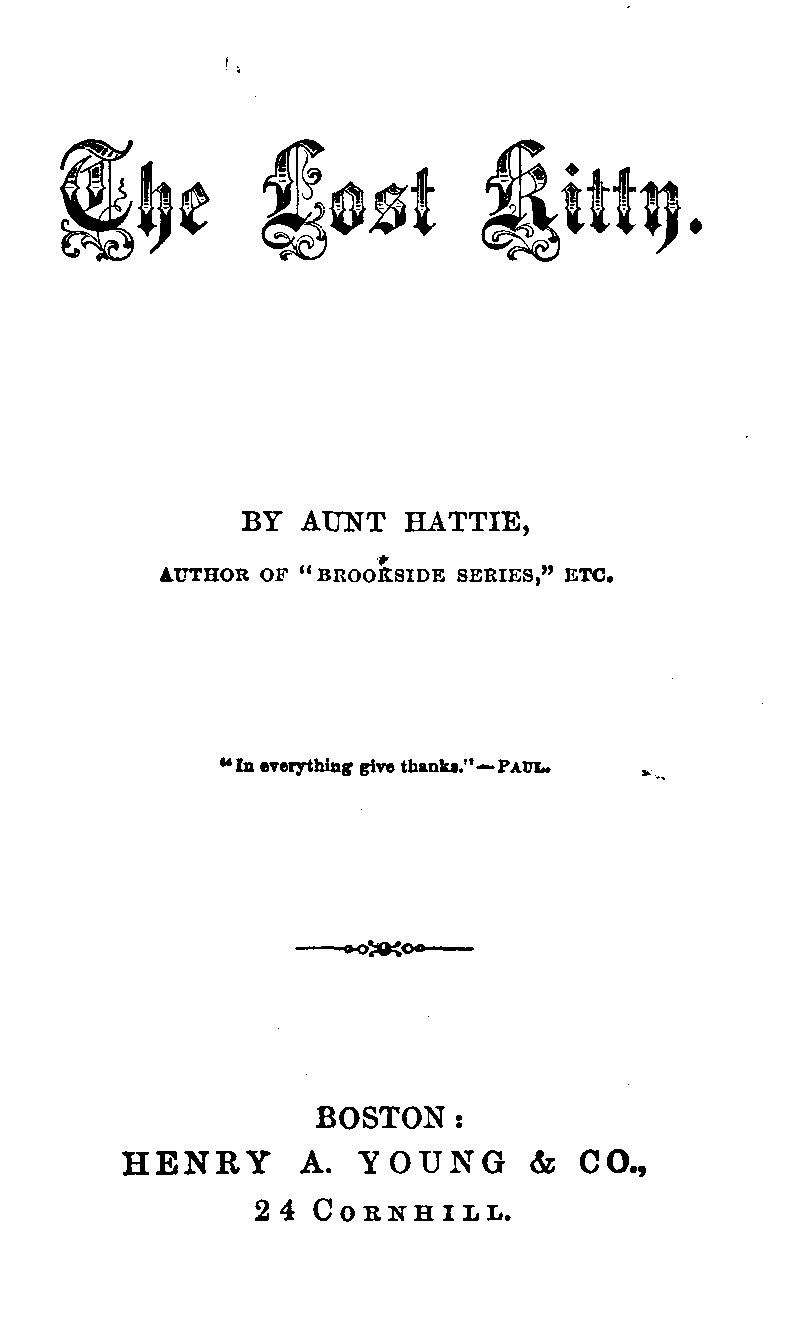 The Lost Kitty.
BY AUNT HATTIE,
AUTHOR OF "BROOKSIDE SERIES," ETC.
"In everything give thanks."—PAUL.
BOSTON:
HENRY A. YOUNG & CO.,
24 CORNHILL.